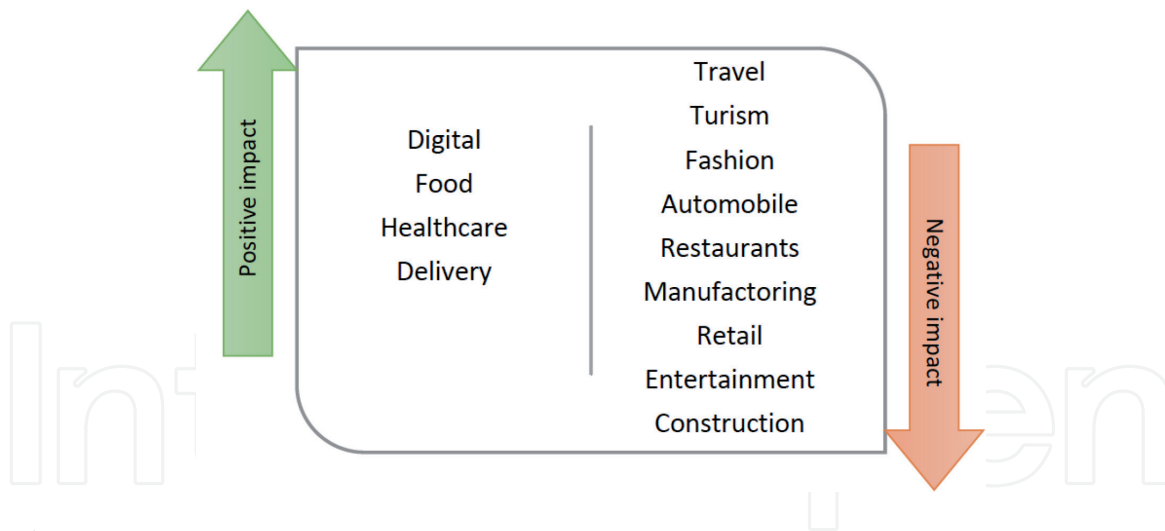 Positive impact
Digital
Food
Healthcare
Delivery
Travel
Turism
Fashion
Automobile
Restaurants
Manufactoring
Retail
Entertainment
Construction
Negative impact